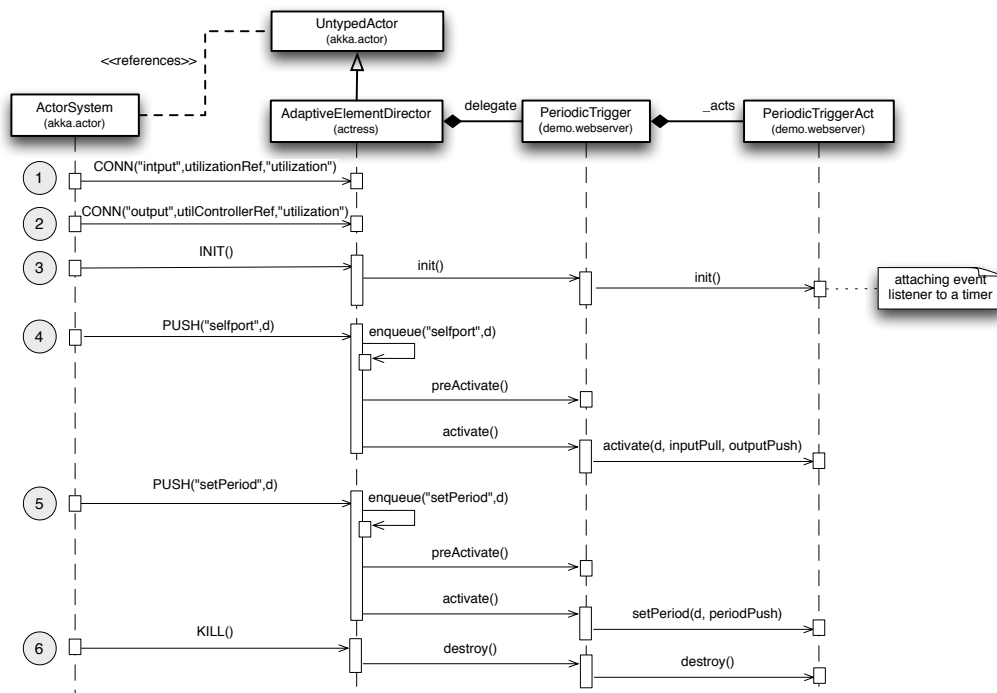 UntypedActor
(akka.actor)
<<references>>
ActorSystem
(akka.actor)
AdaptiveElementDirector
(actress)
delegate
PeriodicTrigger
(demo.webserver)
_acts
PeriodicTriggerAct
(demo.webserver)
1
CONN("intput",utilizationRef,"utilization")
2
CONN("output",utilControllerRef,"utilization")
3
INIT()
init()
init()
attaching event
listener to a timer
4
PUSH("selfport",d)
enqueue("selfport",d)
preActivate()
activate()
activate(d, inputPull, outputPush)
5
PUSH("setPeriod",d)
enqueue("setPeriod",d)
preActivate()
activate()
setPeriod(d, periodPush)
6
KILL()
destroy()
destroy()